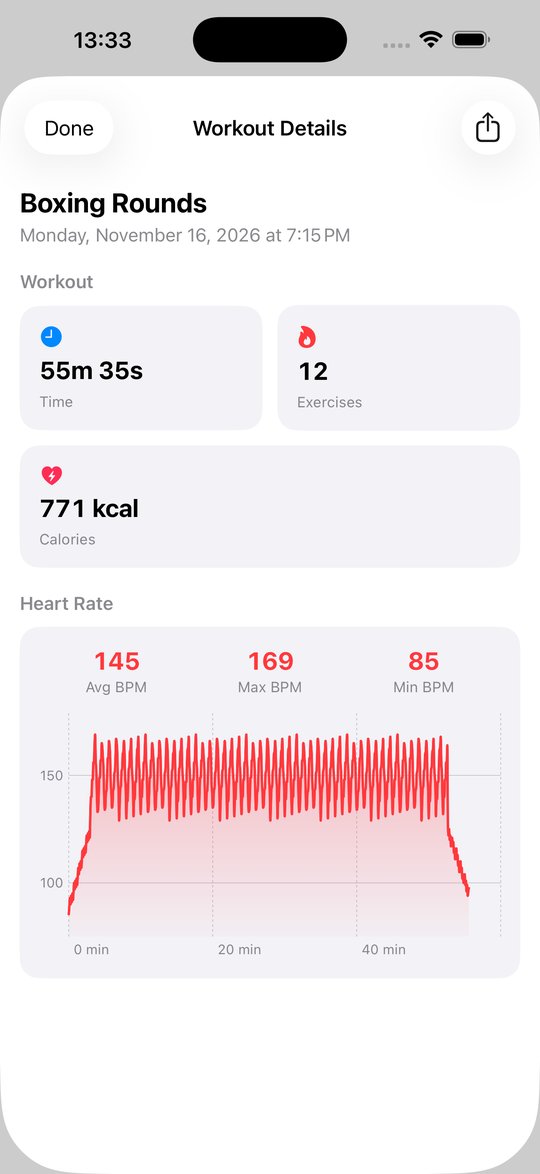 13:33
Done
Workout Details
Boxing Rounds
Monday, November 16, 2026 at 7:15 PM
Workout
55m 35s
Time
12
Exercises
771 kcal
Calories
Heart Rate
145
Avg BPM
169
Max BPM
85
Min BPM
150
100
0 min
20 min
40 min